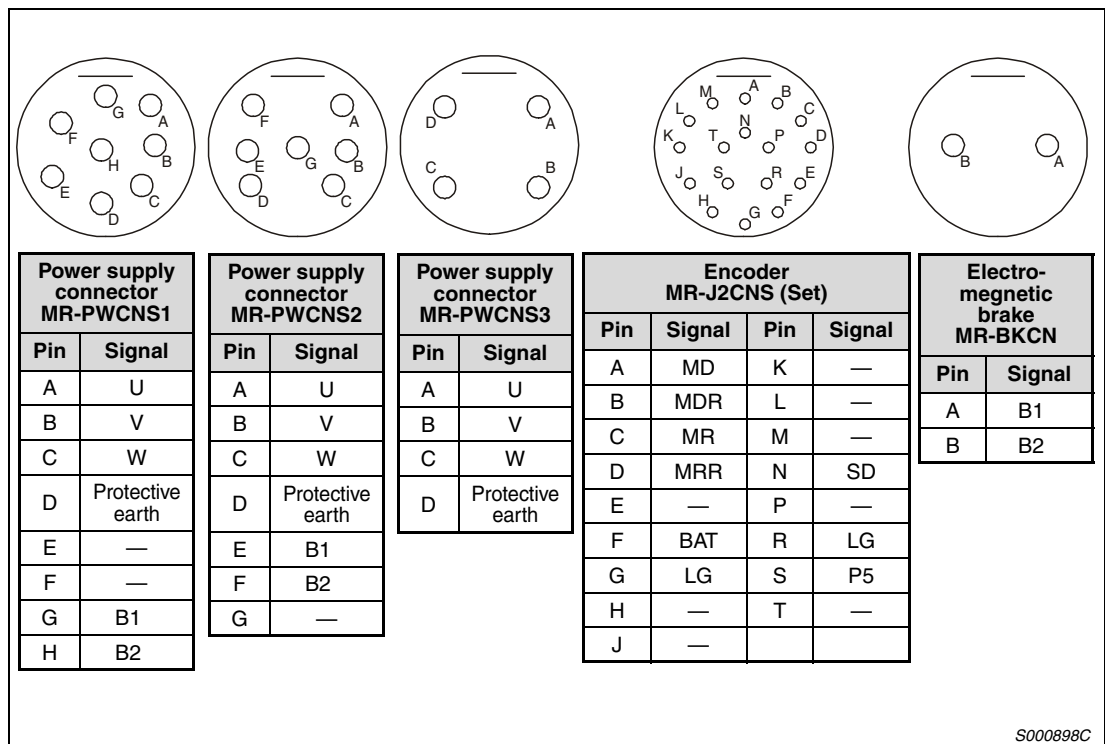 G
A
F
H
B
E
C
D
F
A
E
G
B
D
C
D
A
C
B
M
A
B
L
C
N
K
T
P
D
J
S
R
E
H
G
F
B
A
Power supply
connector
MR-PWCNS1
Pin Signal
A U
B V
C W
D Protective
earth
E —
F —
G B1
H B2
Power supply
connector
MR-PWCNS2
Pin Signal
A U
B V
C W
D Protective
earth
E B1
F B2
G —
Power supply
connector
MR-PWCNS3
Pin Signal
A U
B V
C W
D Protective
earth
Encoder
MR-J2CNS (Set)
Pin Signal Pin Signal
A MD K —
B MDR L —
C MR M —
D MRR N SD
E — P —
F BAT R LG
G LG S P5
H — T —
J —
Electro-
megnetic
brake
MR-BKCN
Pin Signal
A B1
B B2
S000898C